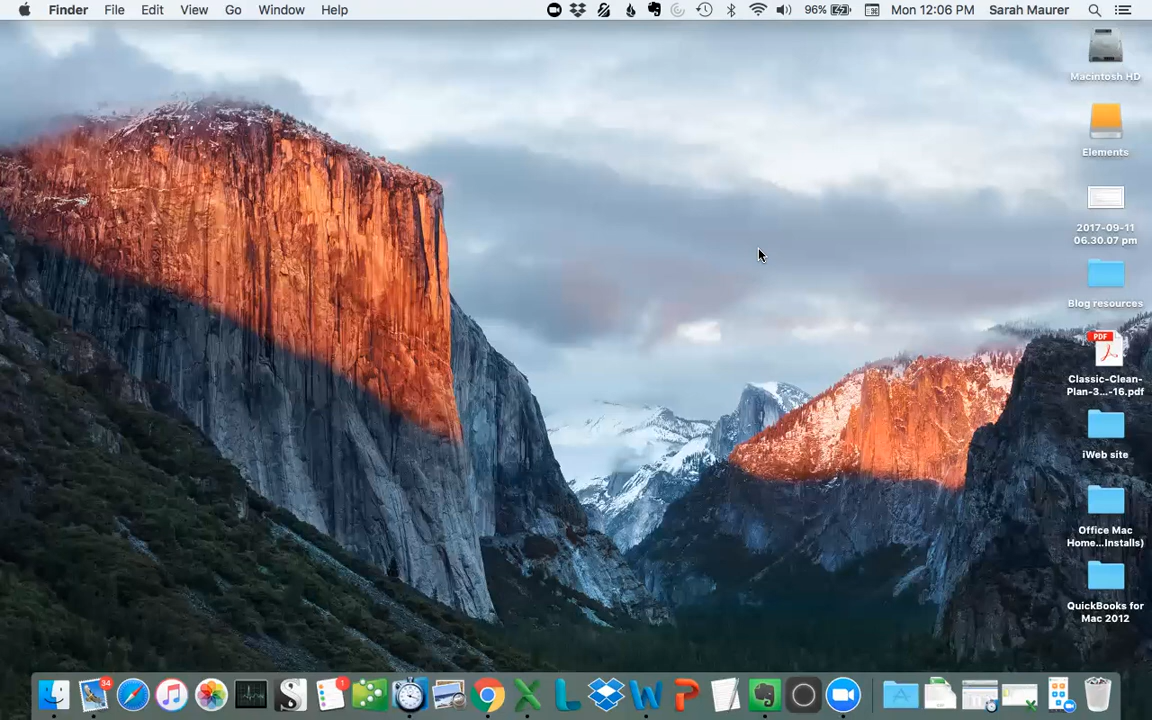 Finder File Edit View Go Window Help 96% Mon 12:06 PM Sarah Maurer
Macintosh HD
Elements
2017-09-11
06.30.07 pm
Blog resources
PDF
Classic-Clean-
Plan-3...-16.pdf
iWeb site
Office Mac
Home...Installs)
QuickBooks for
Mac 2012
34
1